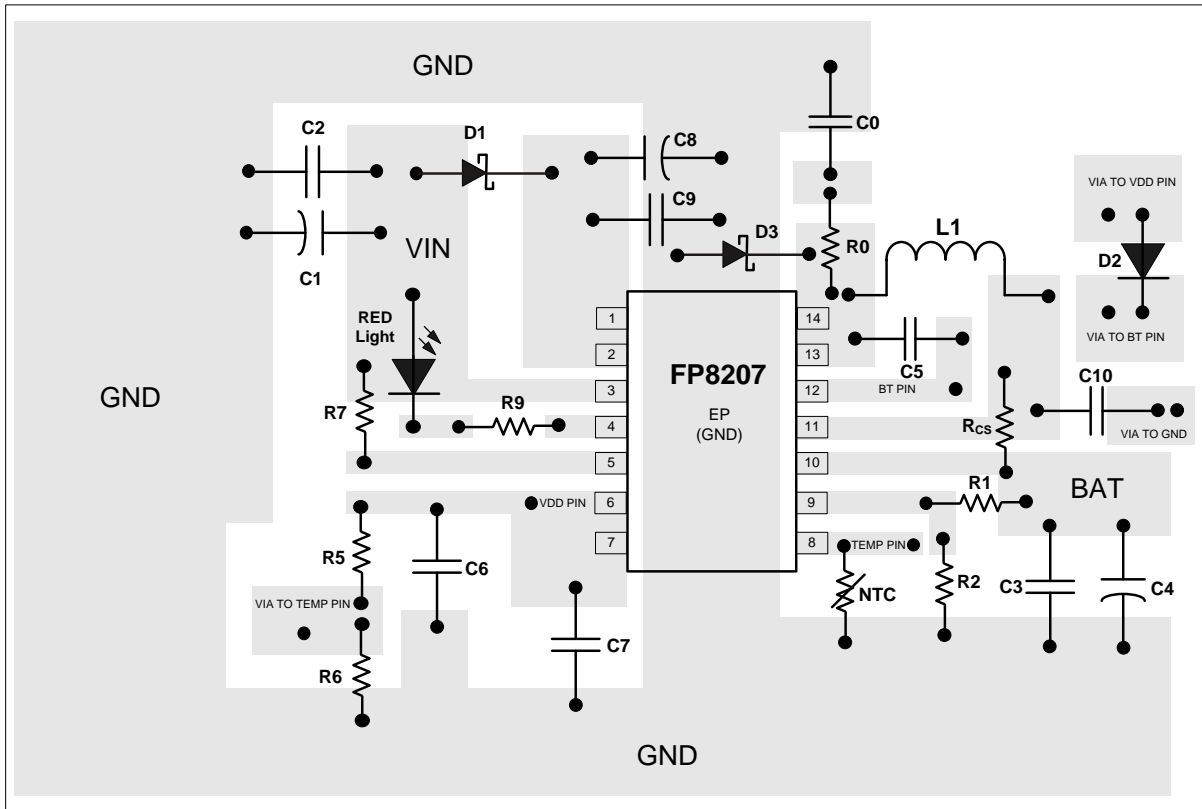 GND
C2
D1
C8
C0
C9
VIA TO VDD PIN
VIN
D3
R0
L1
D2
C1
RED
Light
1
14
VIA TO BT PIN
2
13
C5
FP8207
3
12
BT PIN
C10
GND
R7
EP
(GND)
4
R9
11
RCS
VIA TO GND
5
10
R1
BAT
VDD PIN
6
9
R5
7
8
TEMP PIN
C6
NTC
R2
C3
C4
VIA TO TEMP PIN
C7
R6
GND